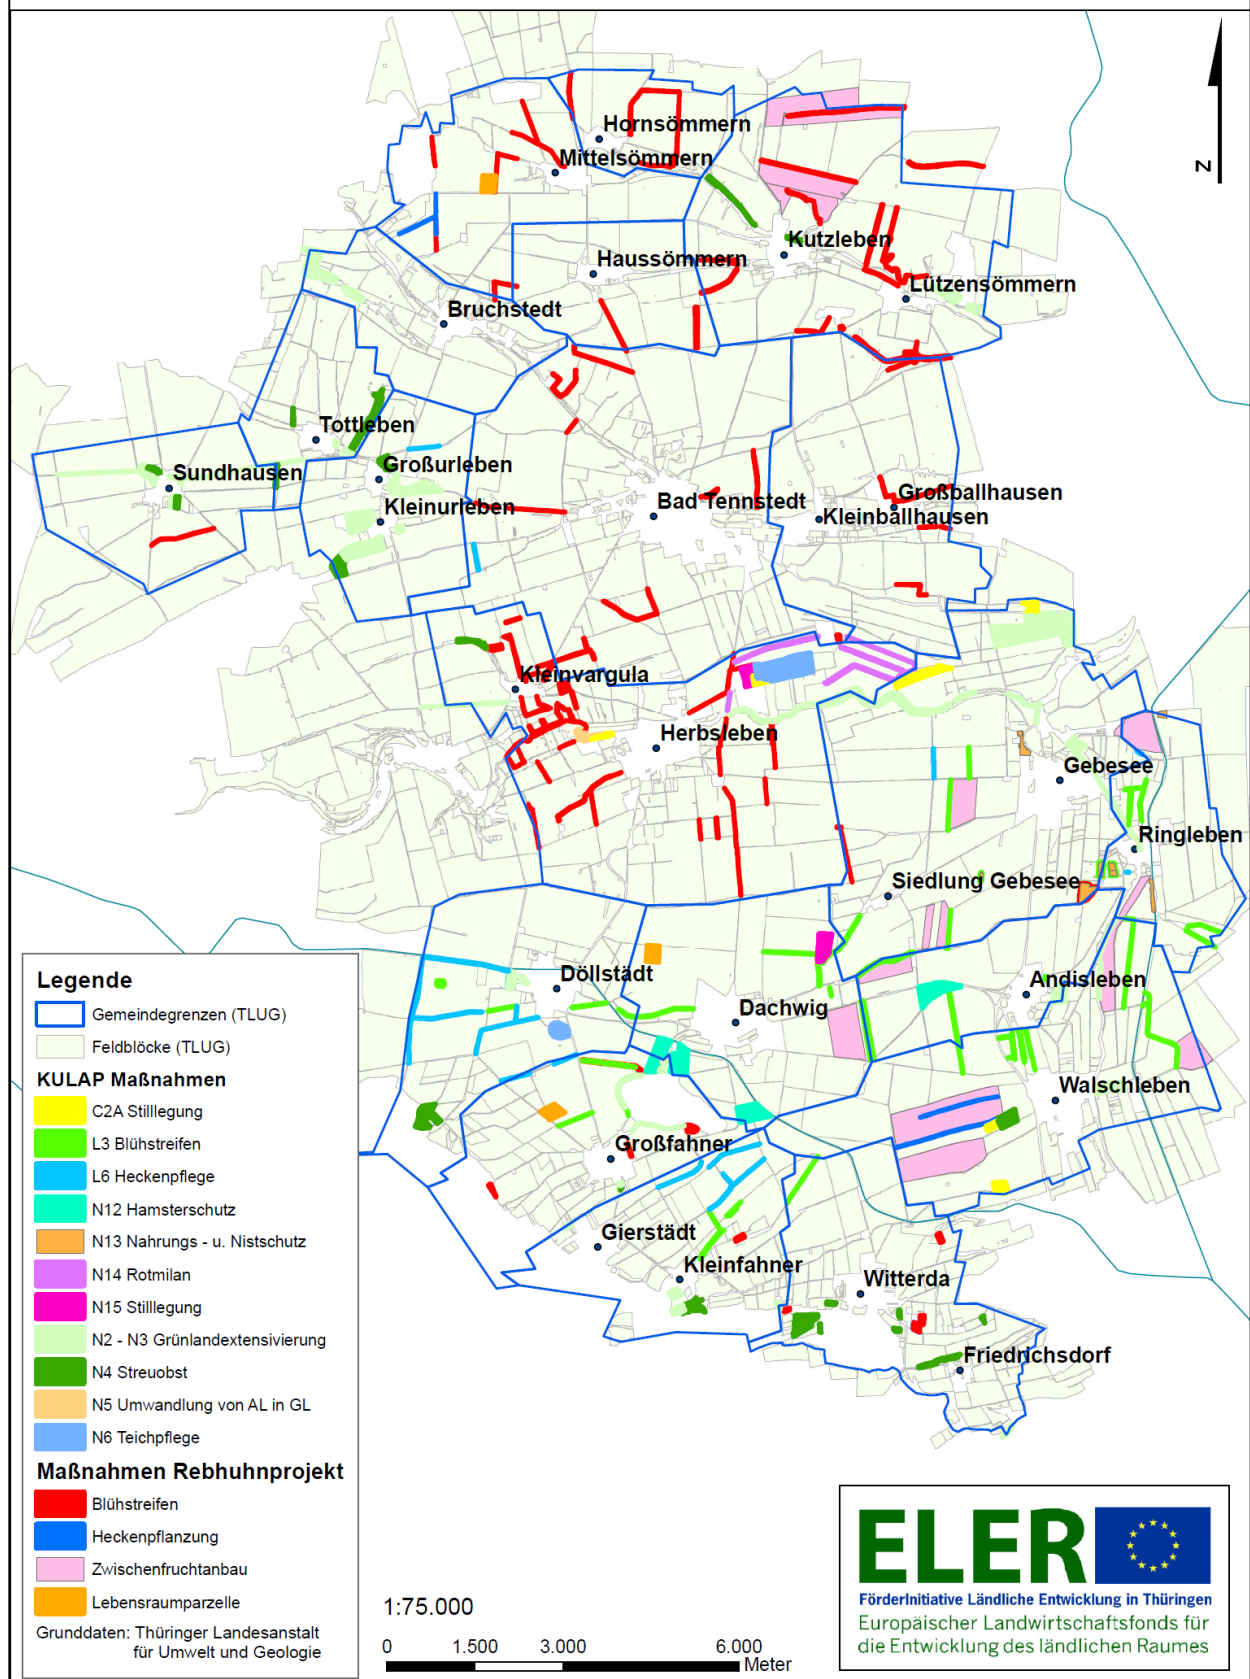 N
Hornsömmern
Mittelsömmern
Kutzleben
Haussömmern
Lützensömmern
Bruchstedt
Tottleben
Großurleben
Sundhausen
Kleinurleben
Bad Tennstedt
Großballhausen
Kleinballhausen
Kleinvargula
Herbsleben
Gebesee
Ringleben
Siedlung Gebesee
Döllstädt
Andisleben
Dachwig
Walschleben
Großfahner
Gierstädt
Kleinfahner
Witterda
Friedrichsdorf
Legende
Gemeindegrenzen (TLUG)
Feldblöcke (TLUG)
KULAP Maßnahmen
C2A Stilllegung
L3 Blühstreifen
L6 Heckenpflege
N12 Hamsterschutz
N13 Nahrungs - u. Nistschutz
N14 Rotmilan
N15 Stilllegung
N2 - N3 Grünlandextensivierung
N4 Streuobst
N5 Umwandlung von AL in GL
N6 Teichpflege
Maßnahmen Rebhuhnprojekt
Blühstreifen
Heckenpflanzung
Zwischenfruchtanbau
Lebensraumparzelle
Grunddaten: Thüringer Landesanstalt
für Umwelt und Geologie
1:75.000
0 1.500 3.000 6.000
Meter
ELER
FörderInitiative Ländliche Entwicklung in Thüringen
Europäischer Landwirtschaftsfonds für
die Entwicklung des ländlichen Raumes